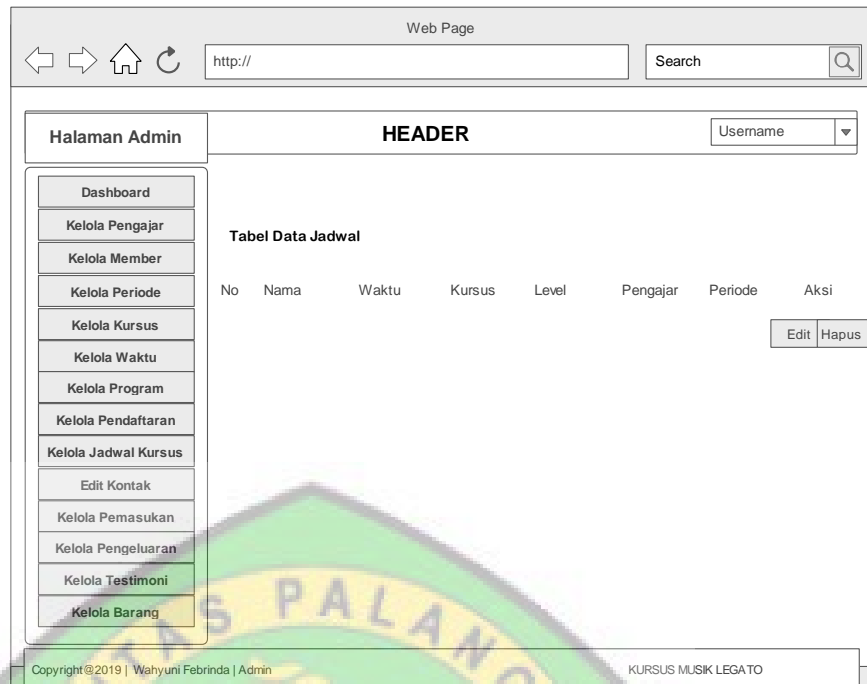 Web Page
http://
Search
Halaman Admin
HEADER
Username
Dashboard
Kelola Pengajar
Kelola Member
Kelola Periode
Kelola Kursus
Kelola Waktu
Kelola Program
Kelola Pendaftaran
Kelola Jadwal Kursus
Edit Kontak
Kelola Pemasukan
Kelola Pengeluaran
Kelola Testimoni
Kelola Barang
Tabel Data Jadwal
No Nama Waktu Kursus Level Pengajar Periode Aksi
Edit Hapus
TAS PALANG
Copyright@2019 | Wahyuni Febrinda | Admin
KURSUS MUSIK LEGATO